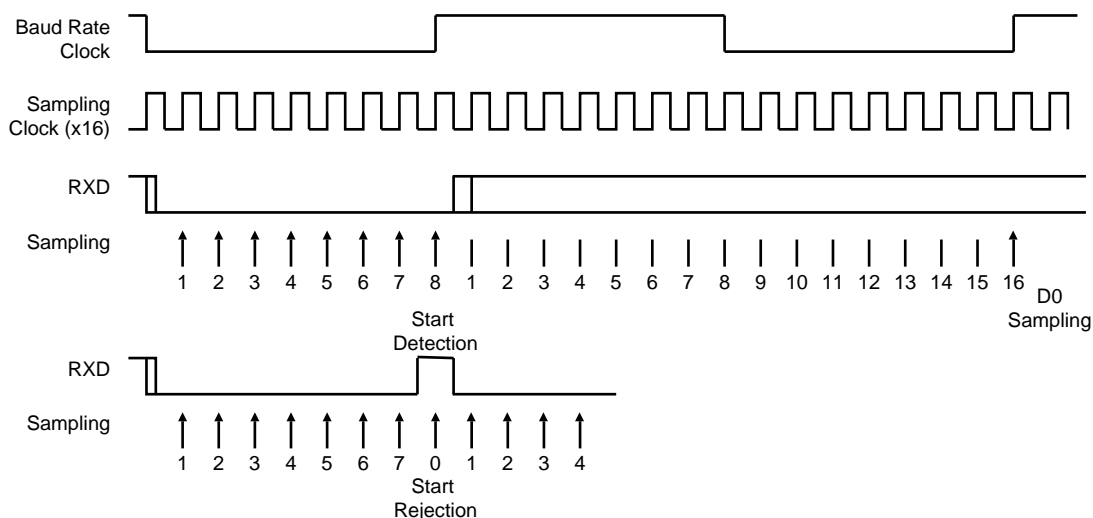 Baud Rate
Clock
Sampling
Clock (x16)
RXD
Sampling
1 2 3 4 5 6 7 8 1 2 3 4 5 6 7 8 9 10 11 12 13 14 15 16
D0
Sampling
Start
Detection
RXD
Sampling
1 2 3 4 5 6 7 0 1 2 3 4
Start
Rejection